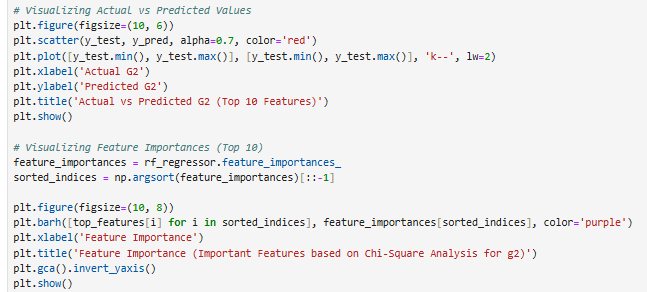 # Visualizing Actual vs Predicted Values
plt.figure(figsize=(10, 6))
plt.scatter(y_test, y_pred, alpha=0.7, color='red')
plt.plot([y_test.min(), y_test.max()], [y_test.min(), y_test.max()], 'k--', lw=2)
plt.xlabel('Actual G2')
plt.ylabel('Predicted G2')
plt.title('Actual vs Predicted G2 (Top 10 Features)')
plt.show()

# Visualizing Feature Importances (Top 10)
feature_importances = rf_regressor.feature_importances_
sorted_indices = np.argsort(feature_importances)[::-1]

plt.figure(figsize=(10, 8))
plt.barh([top_features[i] for i in sorted_indices], feature_importances[sorted_indices], color='purple')
plt.xlabel('Feature Importance')
plt.title('Feature Importance (Important Features based on Chi-Square Analysis for g2)')
plt.gca().invert_yaxis()
plt.show()